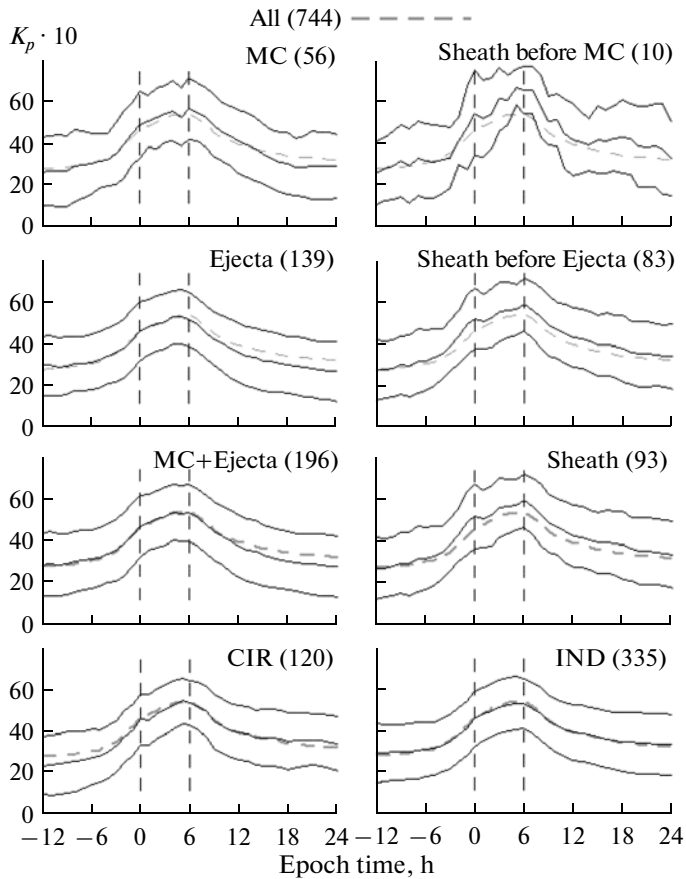 All (744)
Kp · 10
MC (56)
Sheath before MC (10)
60
40
20
0
Ejecta (139)
Sheath before Ejecta (83)
60
40
20
0
MC+Ejecta (196)
Sheath (93)
60
40
20
0
CIR (120)
IND (335)
60
40
20
0
−12 −6 0 6 12 18 24 −12 −6 0 6 12 18 24
Epoch time, h